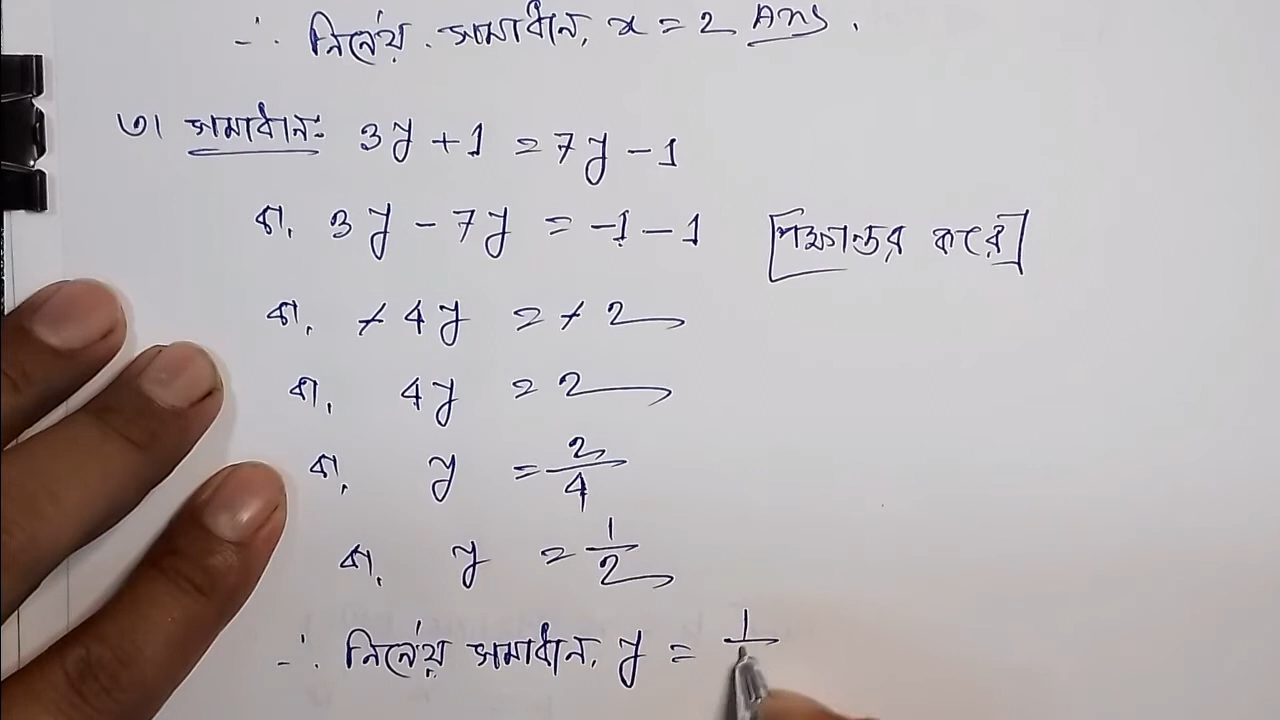 ∴ নির্ণেয় সমাধান, x = 2 Ans.
৩। সমাধান: 3y + 1 = 7y - 1
বা, 3y - 7y = -1 - 1 [পক্ষান্তর করে]
বা, -4y = -2
বা, 4y = 2
বা, y = 2/4
বা, y = 1/2
∴ নির্ণেয় সমাধান, y = 1/